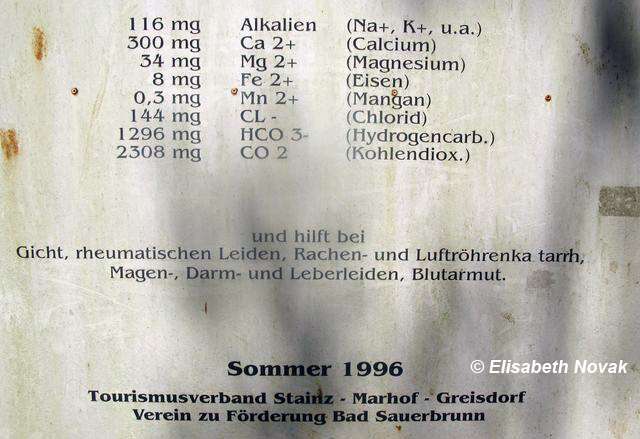 116 mg Alkalien (Na+, K+, u.a.)
300 mg Ca 2+ (Calcium)
34 mg Mg 2+ (Magnesium)
8 mg Fe 2+ (Eisen)
0,3 mg Mn 2+ (Mangan)
144 mg CL - (Chlorid)
1296 mg HCO 3- (Hydrogencarb.)
2308 mg CO 2 (Kohlendiox.)
und hilft bei
Gicht, rheumatischen Leiden, Rachen- und Luftröhrenka tarrh,
Magen-, Darm- und Leberleiden, Blutarmut.
Sommer 1996
© Elisabeth Novak
Tourismusverband Stainz - Marhof - Greisdorf
Verein zu Förderung Bad Sauerbrunn